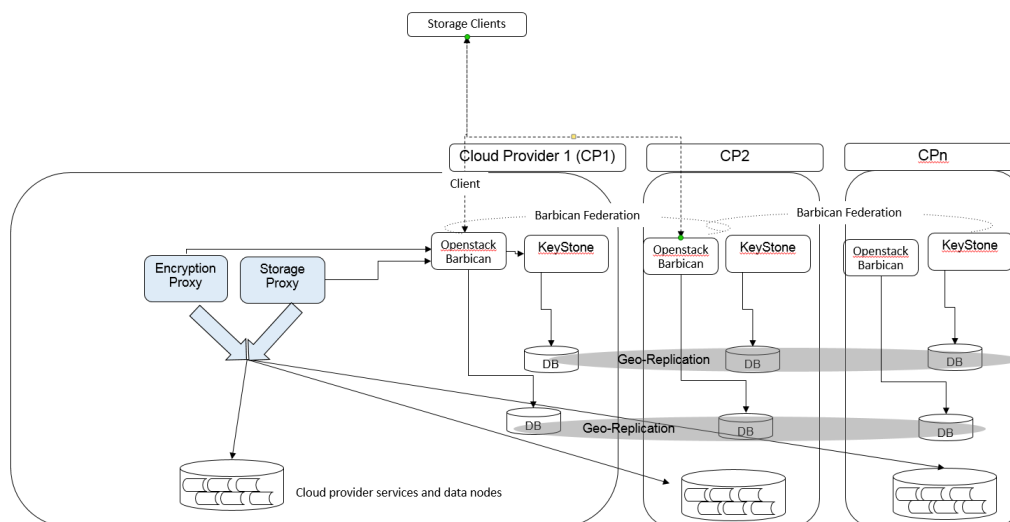 Storage Clients
Cloud Provider 1 (CP1)
CP2
CPn
Client
Barbican Federation
Barbican Federation
Openstack
Barbican
KeyStone
Openstack
Barbican
KeyStone
Openstack
Barbican
KeyStone
Encryption
Proxy
Storage
Proxy
DB
Geo-Replication
DB
DB
DB
Geo-Replication
DB
DB
Cloud provider services and data nodes